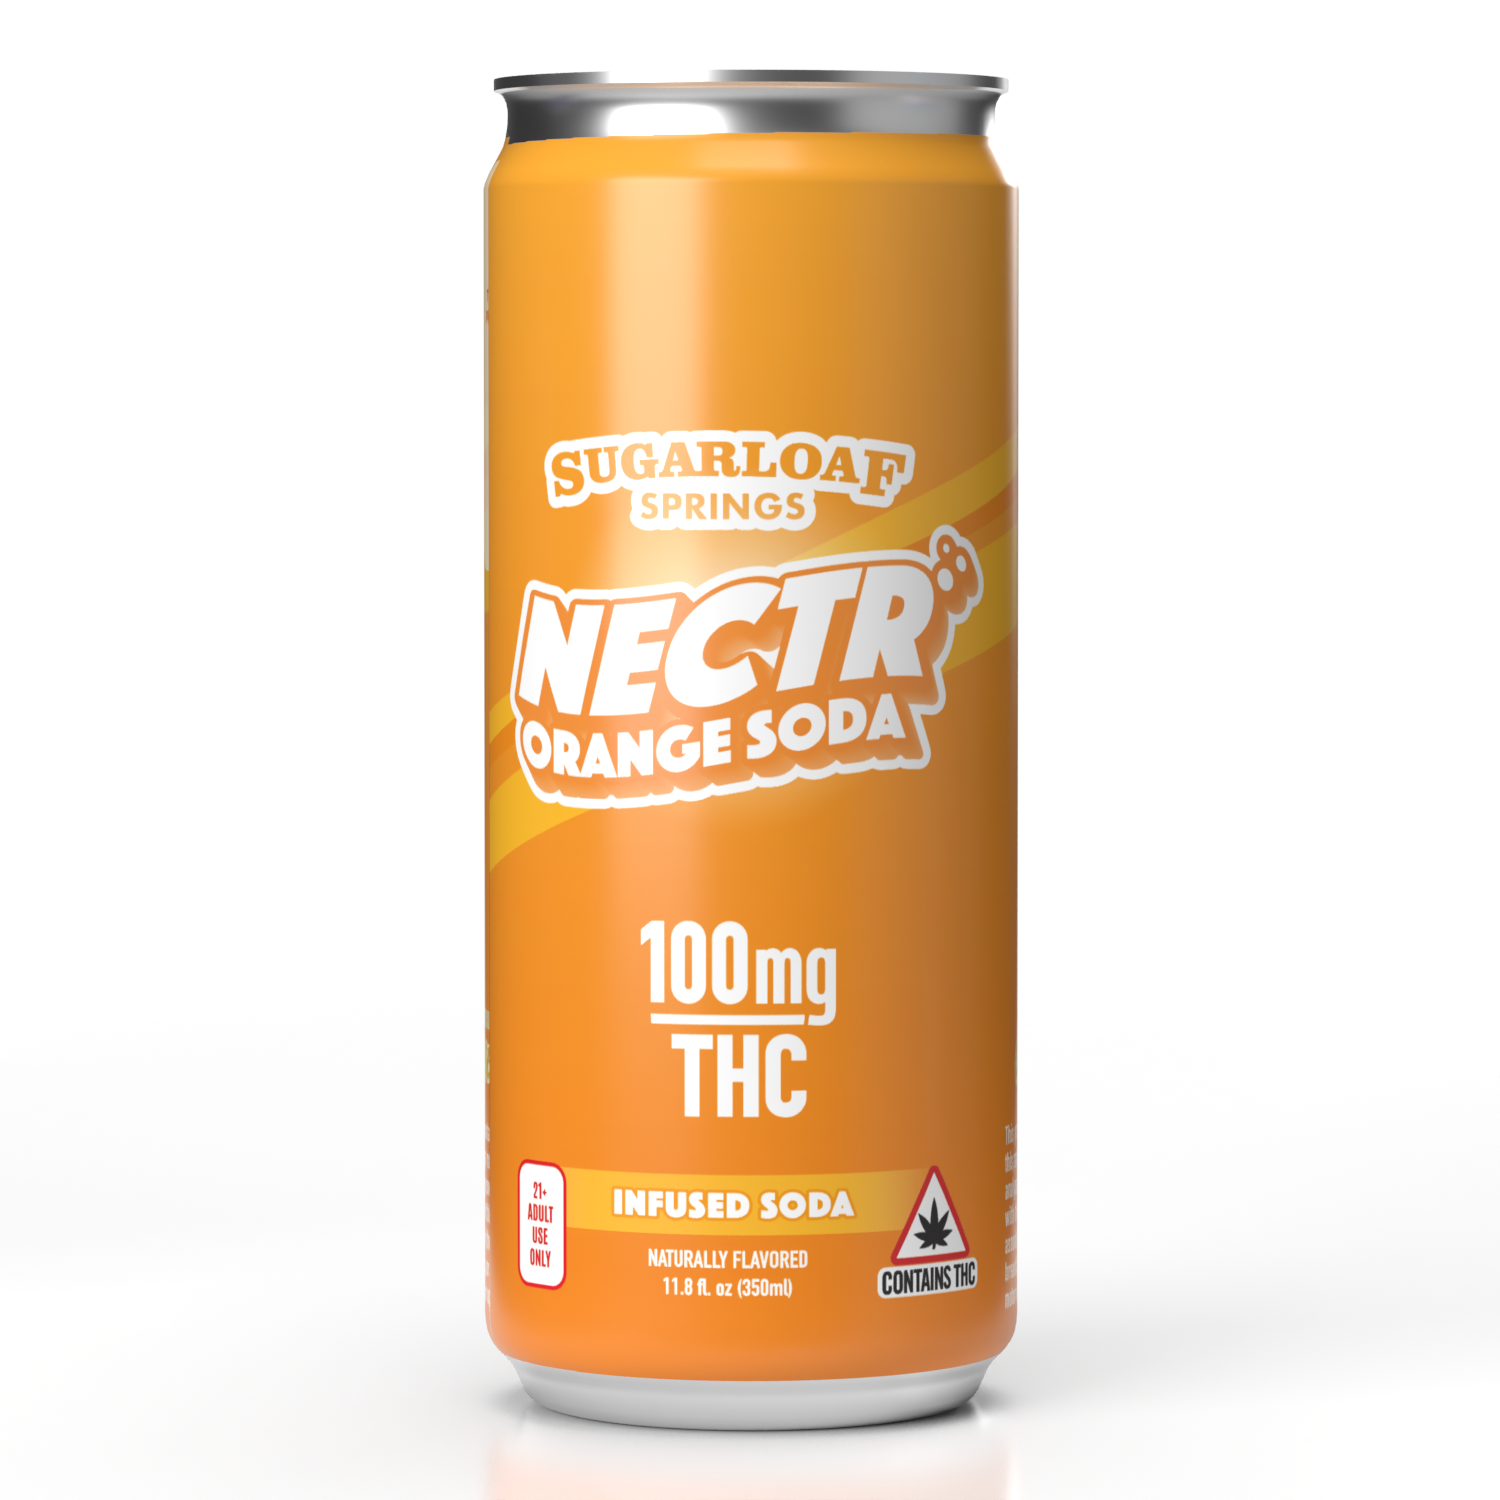 SUGARLOAF
SPRINGS
NECTR
ORANGE SODA
100mg
THC
21+
ADULT
USE
ONLY
INFUSED SODA
NATURALLY FLAVORED
11.8 fl. oz (350ml)
CONTAINS THC